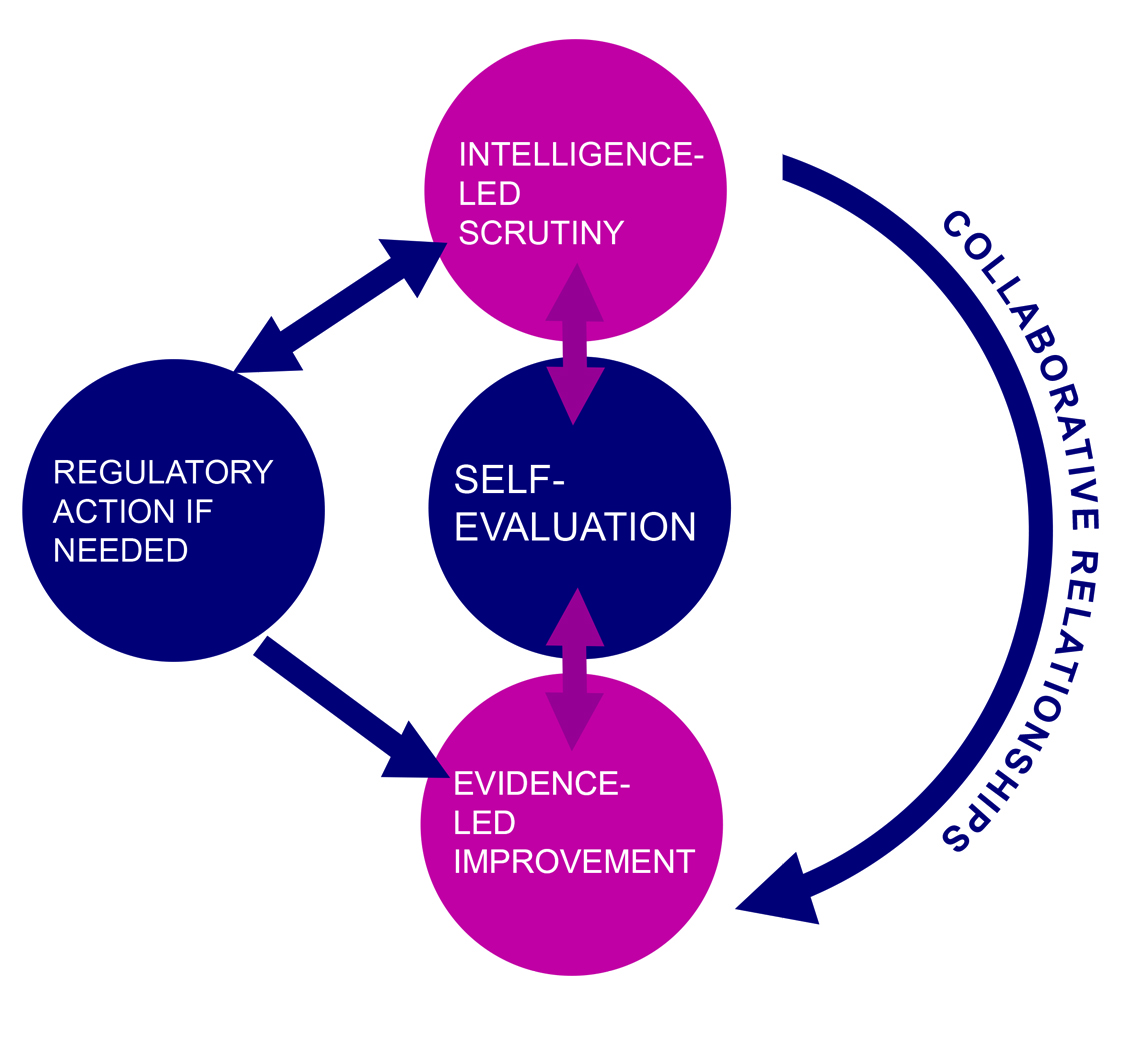 INTELLIGENCE-
LED
SCRUTINY
REGULATORY
ACTION IF
NEEDED
SELF-
EVALUATION
EVIDENCE-
LED
IMPROVEMENT
COLLABORATIVE RELATIONSHIPS